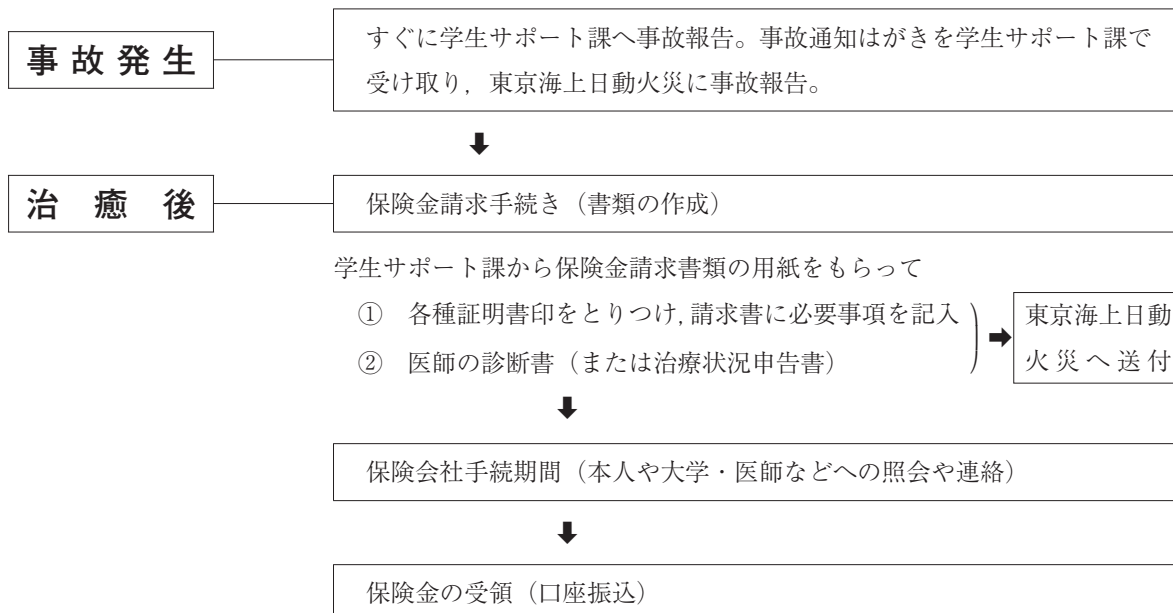 事故発生
すぐに学生サポート課へ事故報告。事故通知はがきを学生サポート課で
受け取り，東京海上日動火災に事故報告。
治癒後
保険金請求手続き（書類の作成）
学生サポート課から保険金請求書類の用紙をもらって
① 各種証明書印をとりつけ，請求書に必要事項を記入
② 医師の診断書（または治療状況申告書）
東京海上日動
火災へ送付
保険会社手続期間（本人や大学・医師などへの照会や連絡）
保険金の受領（口座振込）